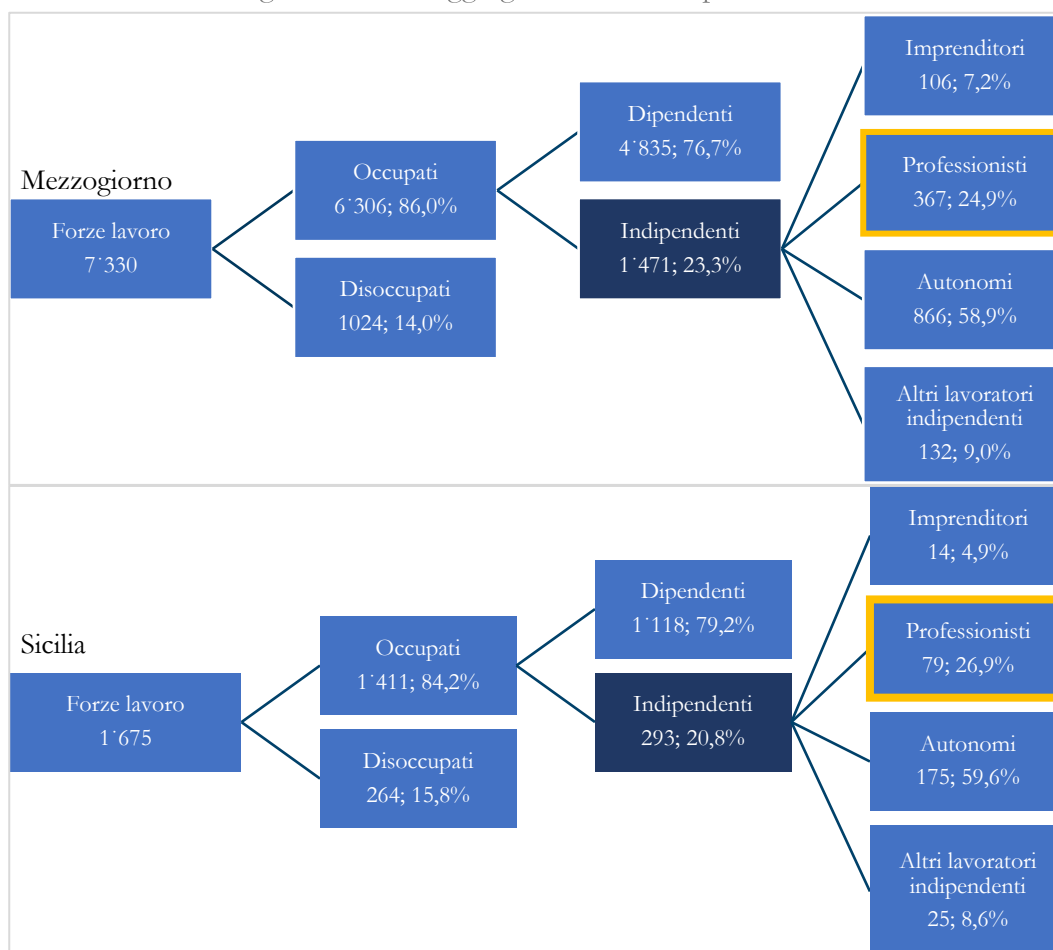 Mezzogiorno
Forze lavoro
7˙330
Occupati
6˙306; 86,0%
Disoccupati
1024; 14,0%
Dipendenti
4˙835; 76,7%
Indipendenti
1˙471; 23,3%
Imprenditori
106; 7,2%
Professionisti
367; 24,9%
Autonomi
866; 58,9%
Altri lavoratori
indipendenti
132; 9,0%
Sicilia
Forze lavoro
1˙675
Occupati
1˙411; 84,2%
Disoccupati
264; 15,8%
Dipendenti
1˙118; 79,2%
Indipendenti
293; 20,8%
Imprenditori
14; 4,9%
Professionisti
79; 26,9%
Autonomi
175; 59,6%
Altri lavoratori
indipendenti
25; 8,6%